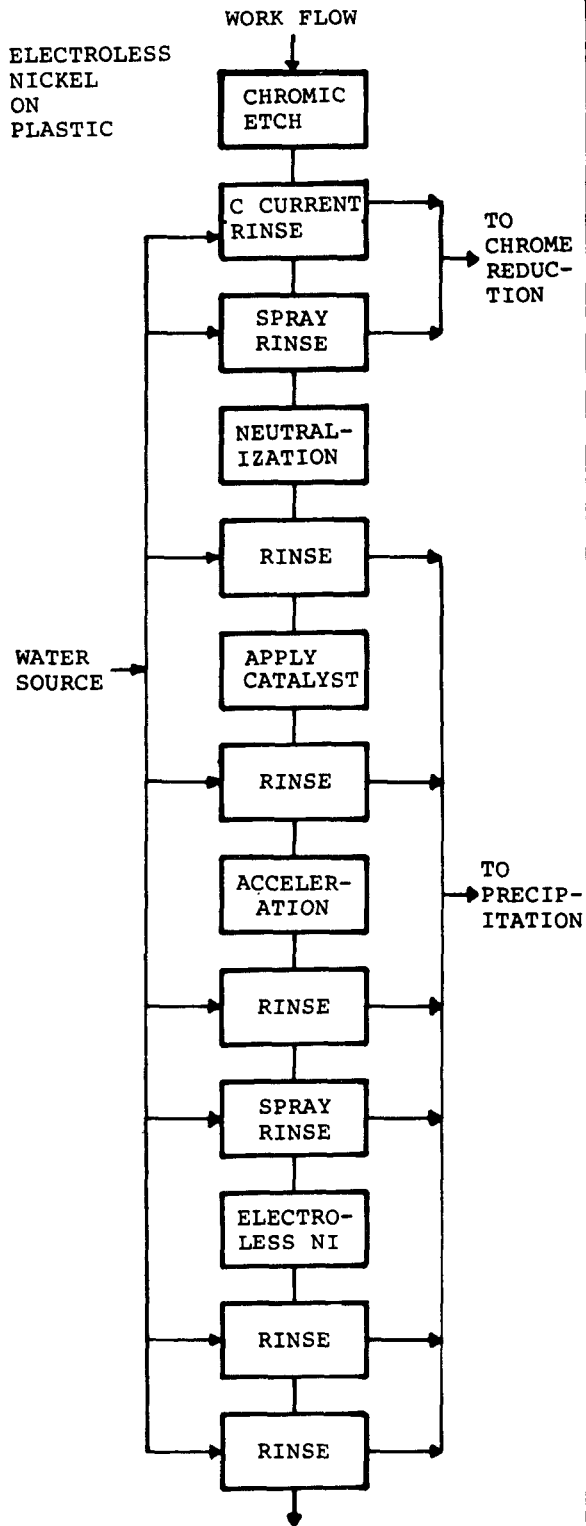 WORK FLOW
ELECTROLESS
NICKEL
ON
PLASTIC
CHROMIC
ETCH
C CURRENT
RINSE
TO
CHROME
REDUC-
TION
SPRAY
RINSE
NEUTRAL-
IZATION
RINSE
WATER
SOURCE
APPLY
CATALYST
RINSE
ACCELER-
ATION
TO
PRECIP-
ITATION
RINSE
SPRAY
RINSE
ELECTRO-
LESS NI
RINSE
RINSE